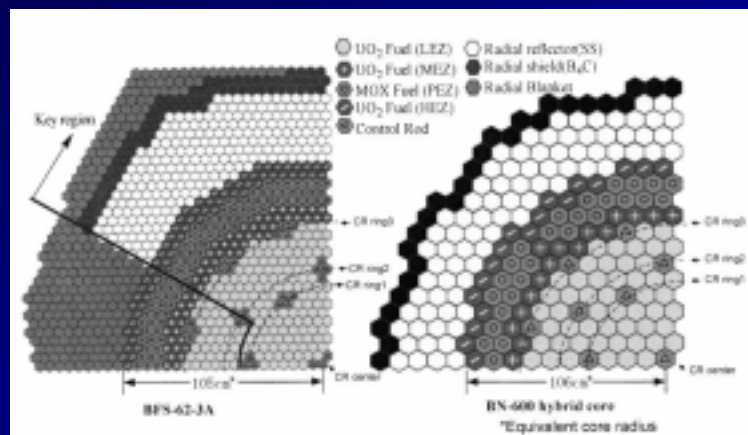 UO2 Fuel (LEZ)
UO2 Fuel (MEZ)
MOX Fuel (PEZ)
UO2 Fuel (HEZ)
Control Rod
Radial reflector(SS)
Radial shield(B4C)
Radial Blanket
Key region
CR ring3
CR ring2
CR ring1
CR center
105cm*
BFS-62-3A
CR ring3
CR ring2
CR ring1
CR center
106cm*
BN-600 hybrid core
*Equivalent core radius